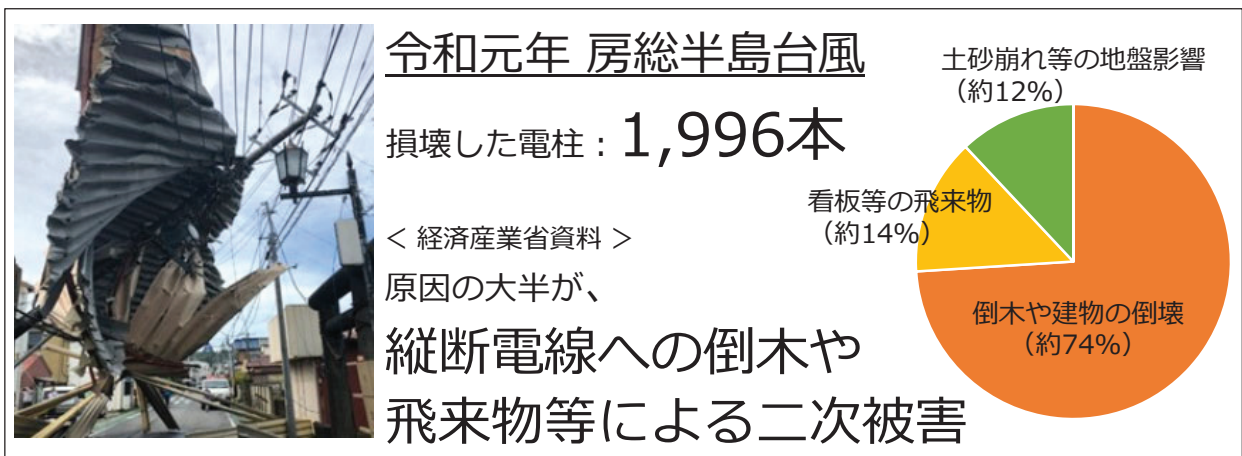 令和元年 房総半島台風
損壊した電柱：1,996本
＜ 経済産業省資料 ＞
原因の大半が、
縦断電線への倒木や
飛来物等による二次被害
土砂崩れ等の地盤影響
（約12%）
看板等の飛来物
（約14%）
倒木や建物の倒壊
（約74%）